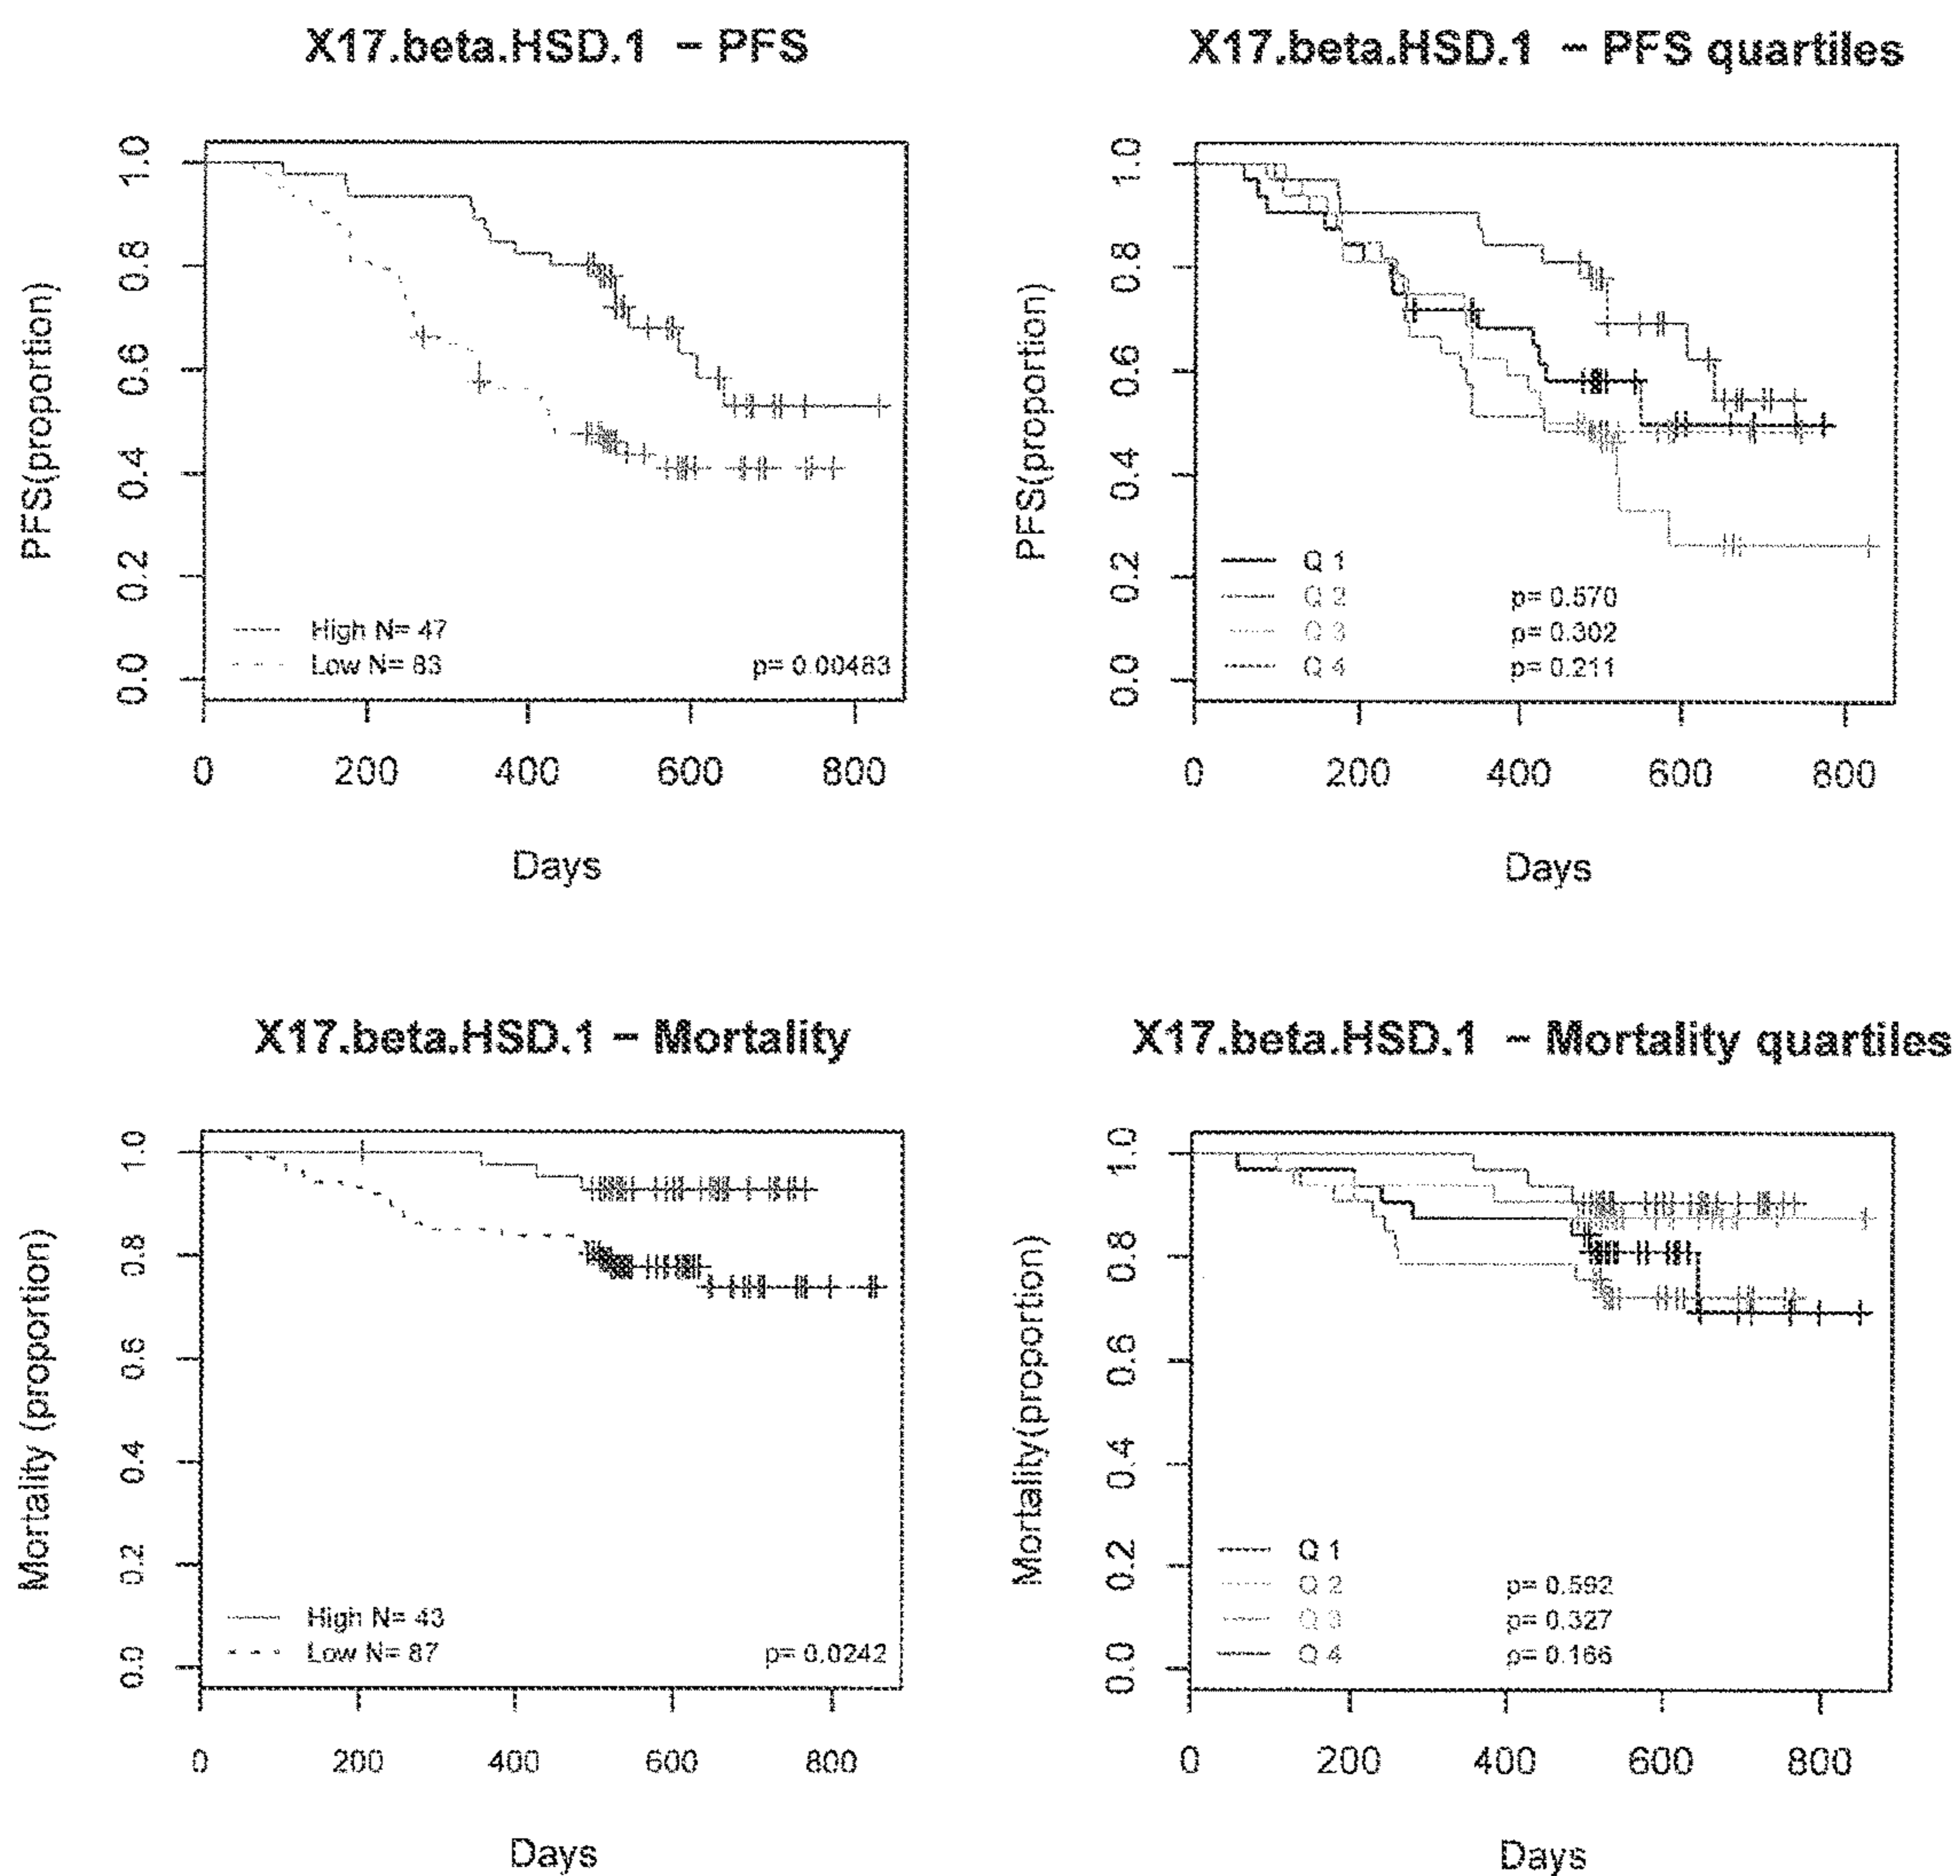 X17.beta.HSD.1 – PFS
PFS(proportion)
1.0
0.8
0.6
0.4
0.2
0.0
High N= 47
Low N= 83
p= 0.00483
0 200 400 600 800
Days
X17.beta.HSD.1 – PFS quartiles
PFS(proportion)
1.0
0.8
0.6
0.4
0.2
0.0
Q 1
Q 2 p= 0.570
Q 3 p= 0.302
Q 4 p= 0.211
0 200 400 600 800
Days
X17.beta.HSD.1 – Mortality
Mortality (proportion)
1.0
0.8
0.6
0.4
0.2
0.0
High N= 43
Low N= 87
p= 0.0242
0 200 400 600 800
Days
X17.beta.HSD.1 – Mortality quartiles
Mortality(proportion)
1.0
0.8
0.6
0.4
0.2
0.0
Q 1
Q 2 p= 0.592
Q 3 p= 0.327
Q 4 p= 0.166
0 200 400 600 800
Days